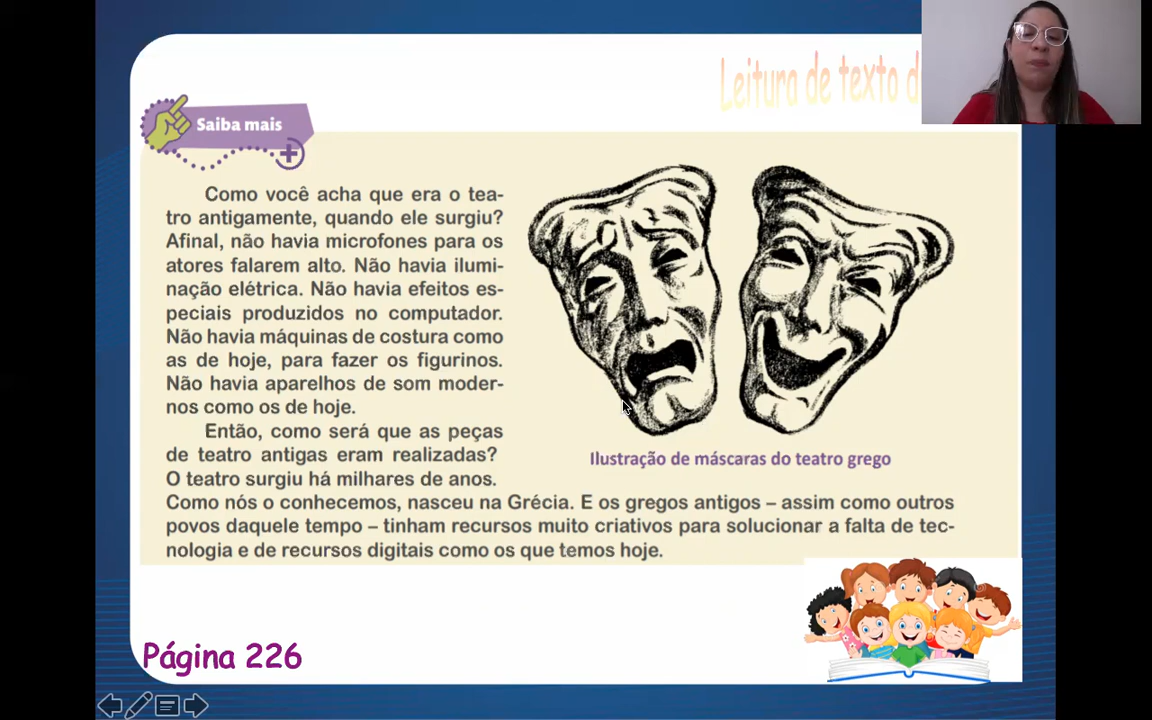 Leitura de texto d
Saiba mais
Como você acha que era o tea-
tro antigamente, quando ele surgiu?
Afinal, não havia microfones para os
atores falarem alto. Não havia ilumi-
nação elétrica. Não havia efeitos es-
peciais produzidos no computador.
Não havia máquinas de costura como
as de hoje, para fazer os figurinos.
Não havia aparelhos de som moder-
nos como os de hoje.
Então, como será que as peças
de teatro antigas eram realizadas?
O teatro surgiu há milhares de anos.
Como nós o conhecemos, nasceu na Grécia. E os gregos antigos – assim como outros
povos daquele tempo – tinham recursos muito criativos para solucionar a falta de tec-
nologia e de recursos digitais como os que temos hoje.
Ilustração de máscaras do teatro grego
Página 226